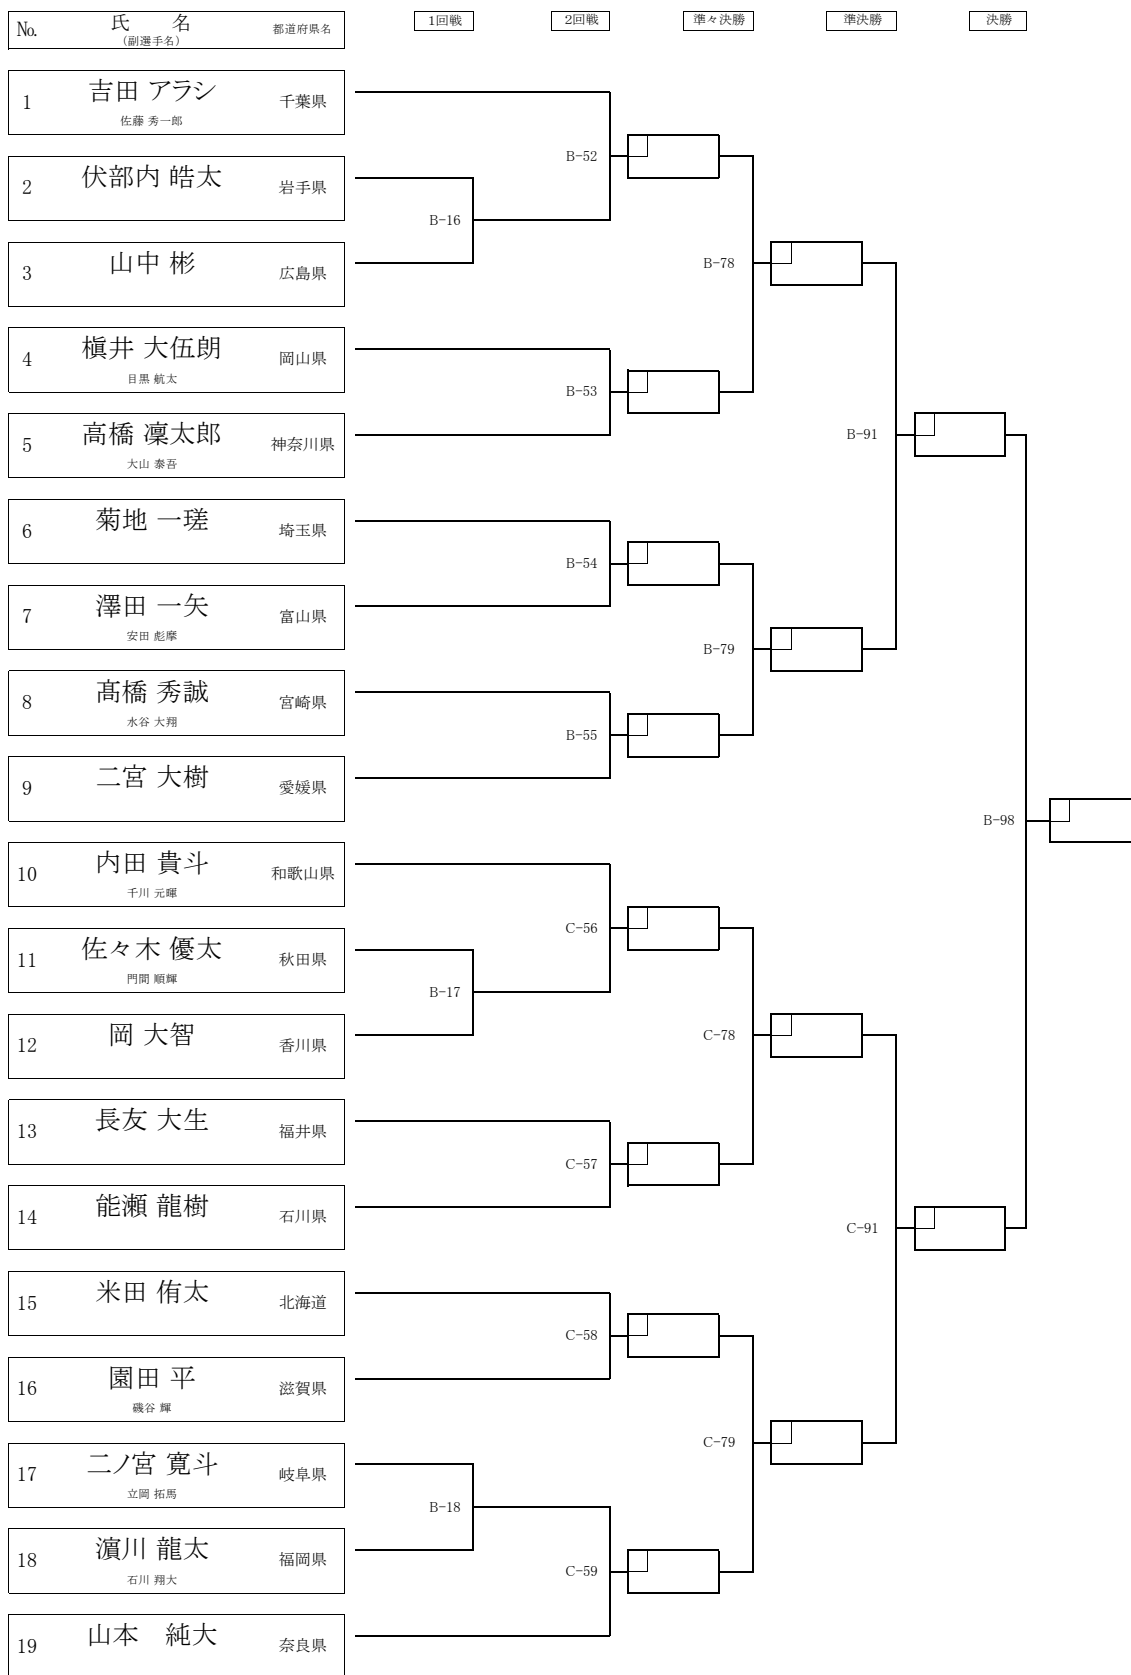 No. 氏 名 都道府県名 1回戦 2回戦 準々決勝 準決勝 決勝
(副選手名)
1 吉田 アラシ 千葉県
佐藤 秀一郎
B-52
2 伏部内 皓太 岩手県
B-16
3 山中 彬 広島県
B-78
4 槇井 大伍朗 岡山県
目黒 航太
B-53
5 高橋 凜太郎 神奈川県
大山 泰吾
B-91
6 菊地 一瑳 埼玉県
B-54
7 澤田 一矢 富山県
安田 彪摩
B-79
8 髙橋 秀誠 宮崎県
水谷 大翔
B-55
9 二宮 大樹 愛媛県
B-98
10 内田 貴斗 和歌山県
千川 元暉
C-56
11 佐々木 優太 秋田県
門間 順輝
B-17
12 岡 大智 香川県
C-78
13 長友 大生 福井県
C-57
14 能瀬 龍樹 石川県
C-91
15 米田 侑太 北海道
C-58
16 園田 平 滋賀県
磯谷 輝
C-79
17 二ノ宮 寛斗 岐阜県
立岡 拓馬
B-18
18 濵川 龍太 福岡県
石川 翔大
C-59
19 山本 純大 奈良県